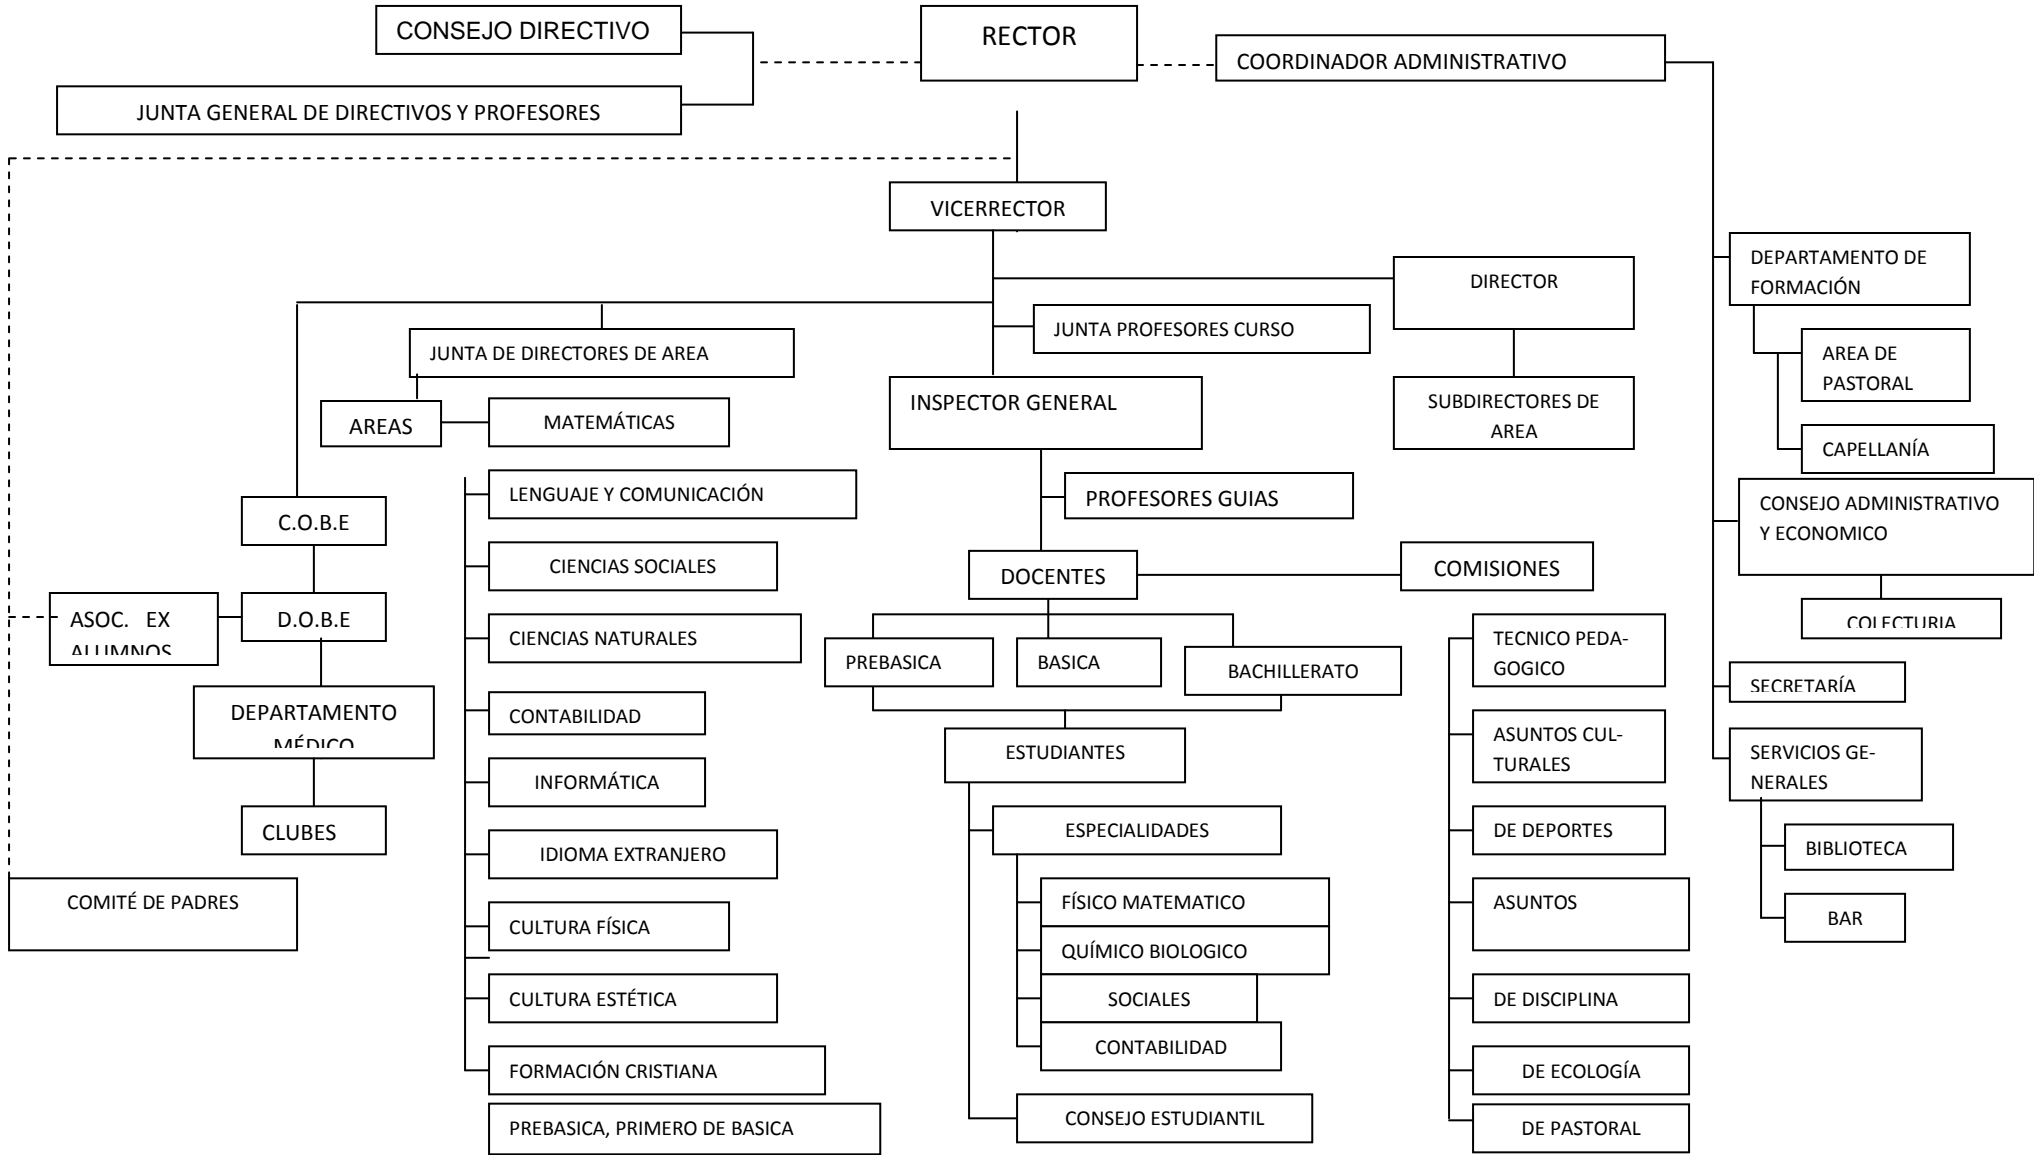 CONSEJO DIRECTIVO
RECTOR
COORDINADOR ADMINISTRATIVO
JUNTA GENERAL DE DIRECTIVOS Y PROFESORES
VICERRECTOR
DIRECTOR
JUNTA PROFESORES CURSO
JUNTA DE DIRECTORES DE AREA
INSPECTOR GENERAL
SUBDIRECTORES DE
AREA
AREAS
MATEMÁTICAS
LENGUAJE Y COMUNICACIÓN
CIENCIAS SOCIALES
CIENCIAS NATURALES
CONTABILIDAD
INFORMÁTICA
IDIOMA EXTRANJERO
CULTURA FÍSICA
CULTURA ESTÉTICA
FORMACIÓN CRISTIANA
PREBASICA, PRIMERO DE BASICA
C.O.B.E
D.O.B.E
ASOC. EX
ALUMNOS
DEPARTAMENTO
MÉDICO
CLUBES
COMITÉ DE PADRES
PROFESORES GUIAS
DOCENTES
COMISIONES
PREBASICA
BASICA
BACHILLERATO
ESTUDIANTES
ESPECIALIDADES
FÍSICO MATEMATICO
QUÍMICO BIOLOGICO
SOCIALES
CONTABILIDAD
CONSEJO ESTUDIANTIL
TECNICO PEDA-
GOGICO
ASUNTOS CUL-
TURALES
DE DEPORTES
ASUNTOS
DE DISCIPLINA
DE ECOLOGÍA
DE PASTORAL
DEPARTAMENTO DE
FORMACIÓN
AREA DE
PASTORAL
CAPELLANÍA
CONSEJO ADMINISTRATIVO
Y ECONOMICO
COLECTURIA
SECRETARÍA
SERVICIOS GE-
NERALES
BIBLIOTECA
BAR